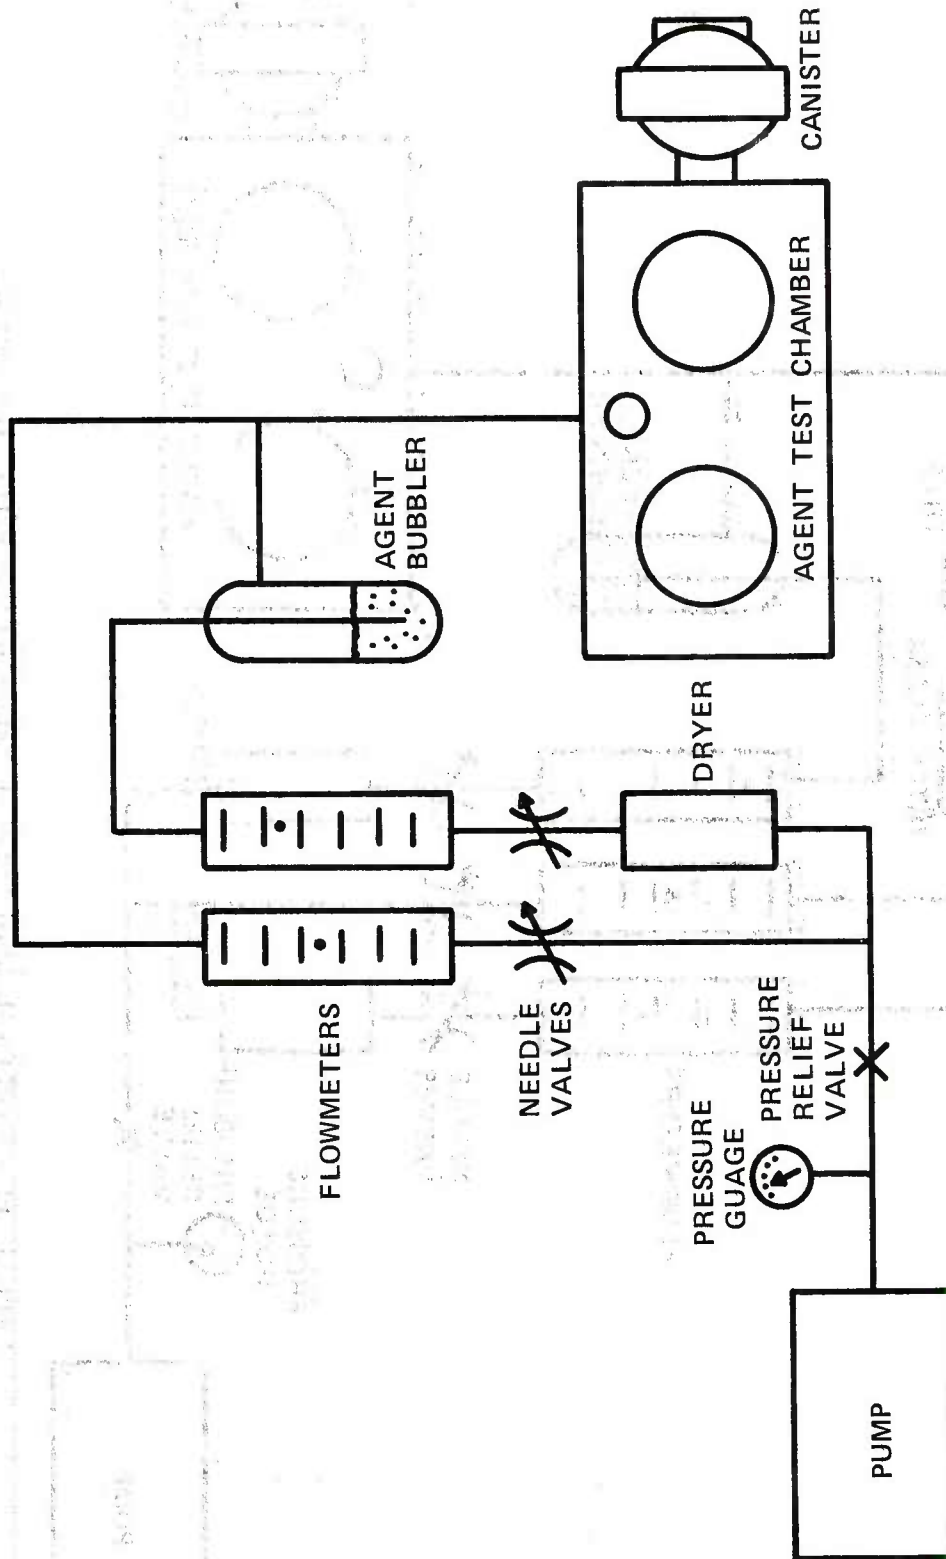 FLOWMETERS
AGENT
BUBBLER
NEEDLE
VALVES
DRYER
PRESSURE
GUAGE
PRESSURE
RELIEF
VALVE
PUMP
AGENT TEST CHAMBER
CANISTER